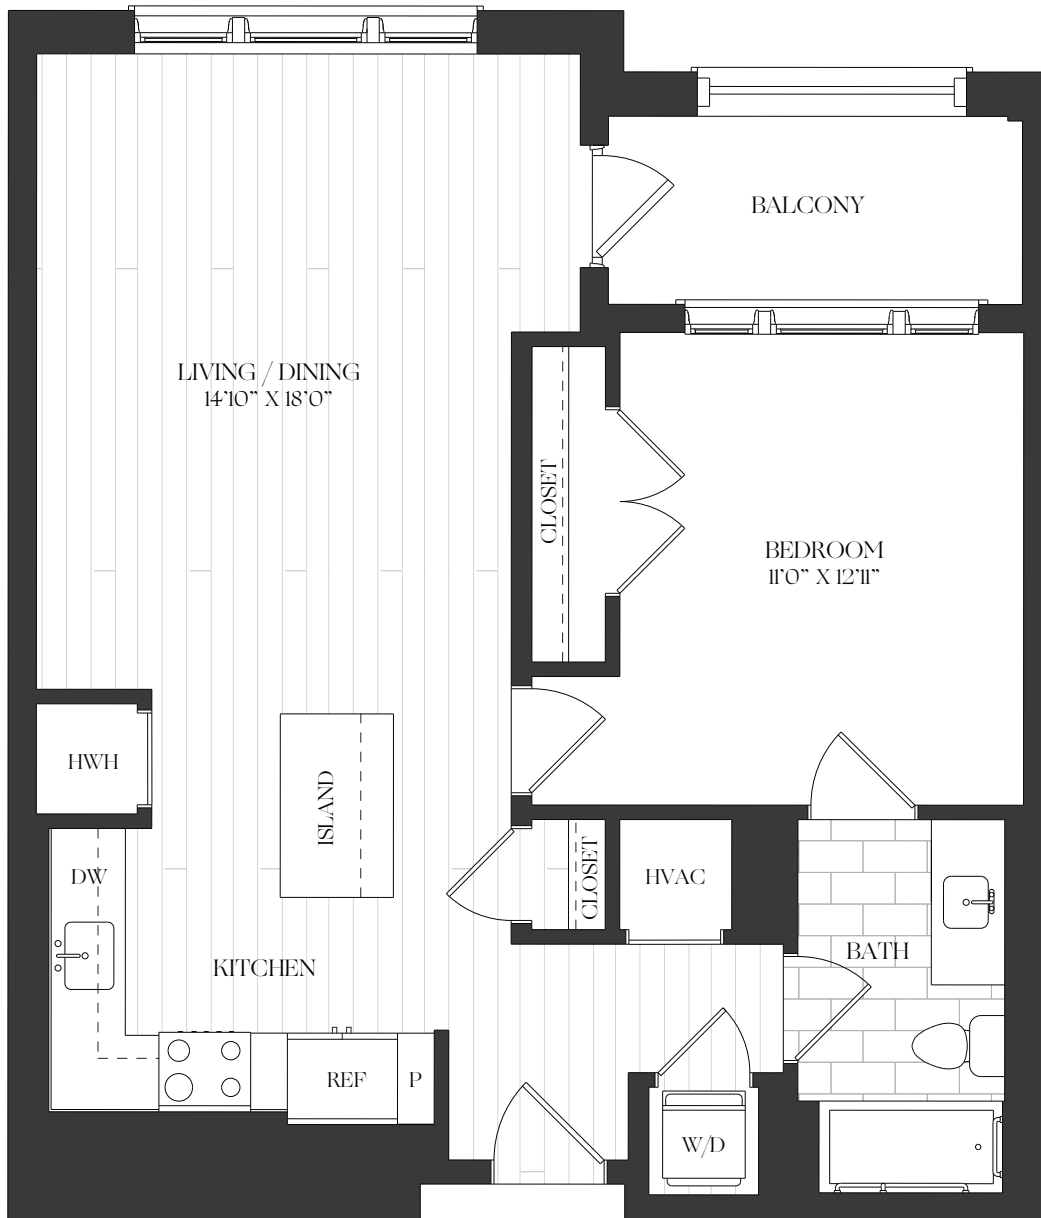 BALCONY
LIVING / DINING
14'10" X 18'0"
CLOSET
BEDROOM
11'0" X 12'11"
HWH
ISLAND
DW
CLOSET
HVAC
BATH
KITCHEN
REF
P
W/D